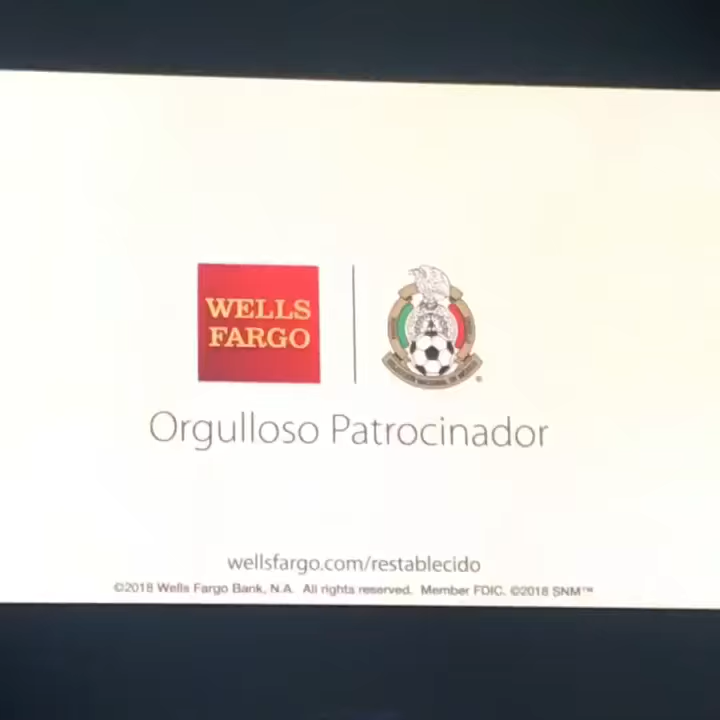 WELLS
FARGO
Orgulloso Patrocinador
wellsfargo.com/restablecido
©2018 Wells Fargo Bank, N.A. All rights reserved. Member FDIC. ©2018 SNM™